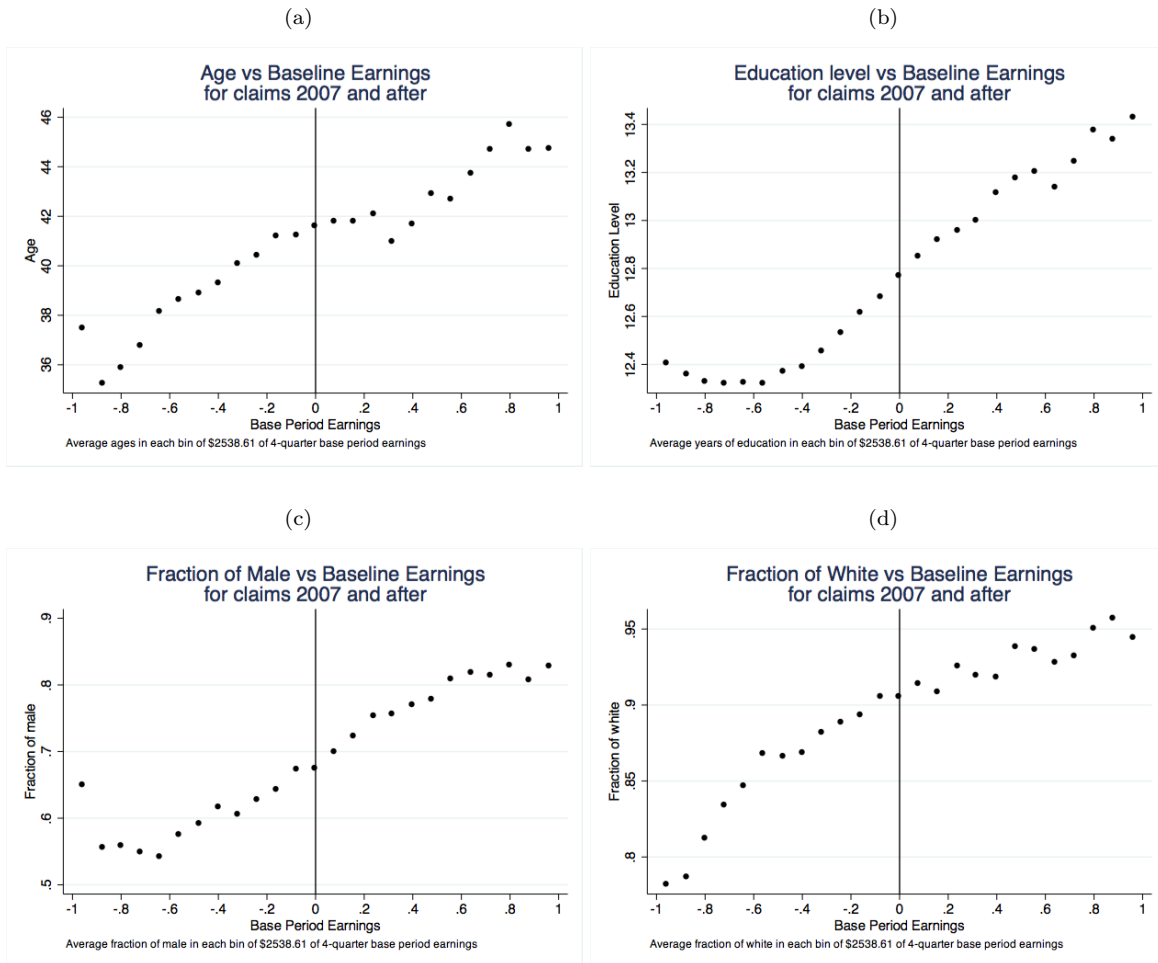 (a)
Age vs Baseline Earnings
for claims 2007 and after
Age
46
44
42
40
38
36
-1 -.8 -.6 -.4 -.2 0 .2 .4 .6 .8 1
Base Period Earnings
Average ages in each bin of $2538.61 of 4-quarter base period earnings
(b)
Education level vs Baseline Earnings
for claims 2007 and after
Education Level
13.4
13.2
13
12.8
12.6
12.4
-1 -.8 -.6 -.4 -.2 0 .2 .4 .6 .8 1
Base Period Earnings
Average years of education in each bin of $2538.61 of 4-quarter base period earnings
(c)
Fraction of Male vs Baseline Earnings
for claims 2007 and after
Fraction of male
.9
.8
.7
.6
.5
-1 -.8 -.6 -.4 -.2 0 .2 .4 .6 .8 1
Base Period Earnings
Average fraction of male in each bin of $2538.61 of 4-quarter base period earnings
(d)
Fraction of White vs Baseline Earnings
for claims 2007 and after
Fraction of white
.95
.9
.85
.8
-1 -.8 -.6 -.4 -.2 0 .2 .4 .6 .8 1
Base Period Earnings
Average fraction of white in each bin of $2538.61 of 4-quarter base period earnings